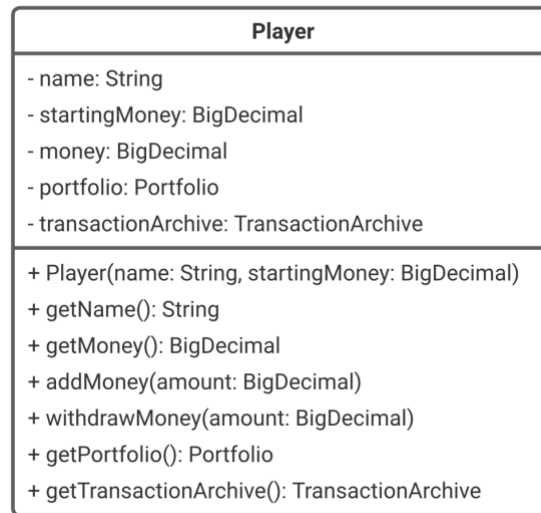 Player
- name: String
- startingMoney: BigDecimal
- money: BigDecimal
- portfolio: Portfolio
- transactionArchive: TransactionArchive
+ Player(name: String, startingMoney: BigDecimal)
+ getName(): String
+ getMoney(): BigDecimal
+ addMoney(amount: BigDecimal)
+ withdrawMoney(amount: BigDecimal)
+ getPortfolio(): Portfolio
+ getTransactionArchive(): TransactionArchive